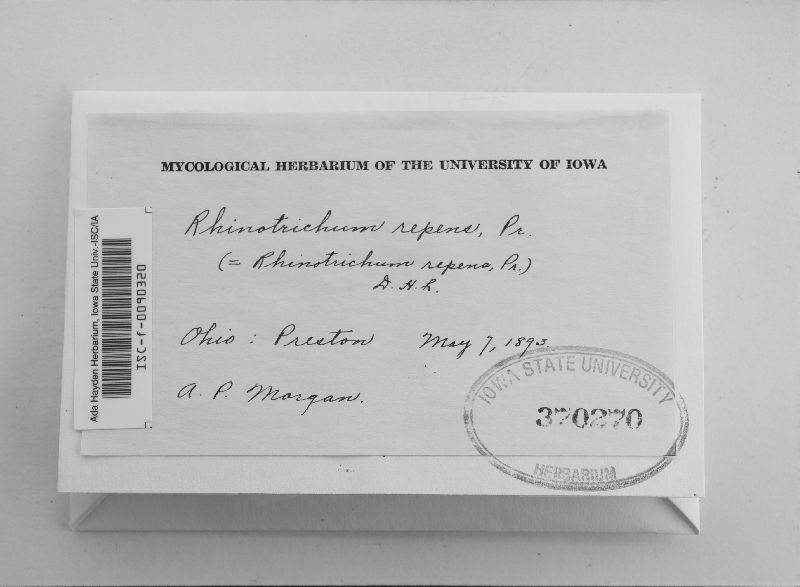 MYCOLOGICAL HERBARIUM OF THE UNIVERSITY OF IOWA
Rhinotrichum repens, Pr.
(= Rhinotrichum repens, Pr.)
D. H. L.
Ohio : Preston May 7, 1893.
A. P. Morgan.
Ada Hayden Herbarium, Iowa State Univ.-ISC/IA
ISC-f-0090320
IOWA STATE UNIVERSITY
370270
HERBARIUM